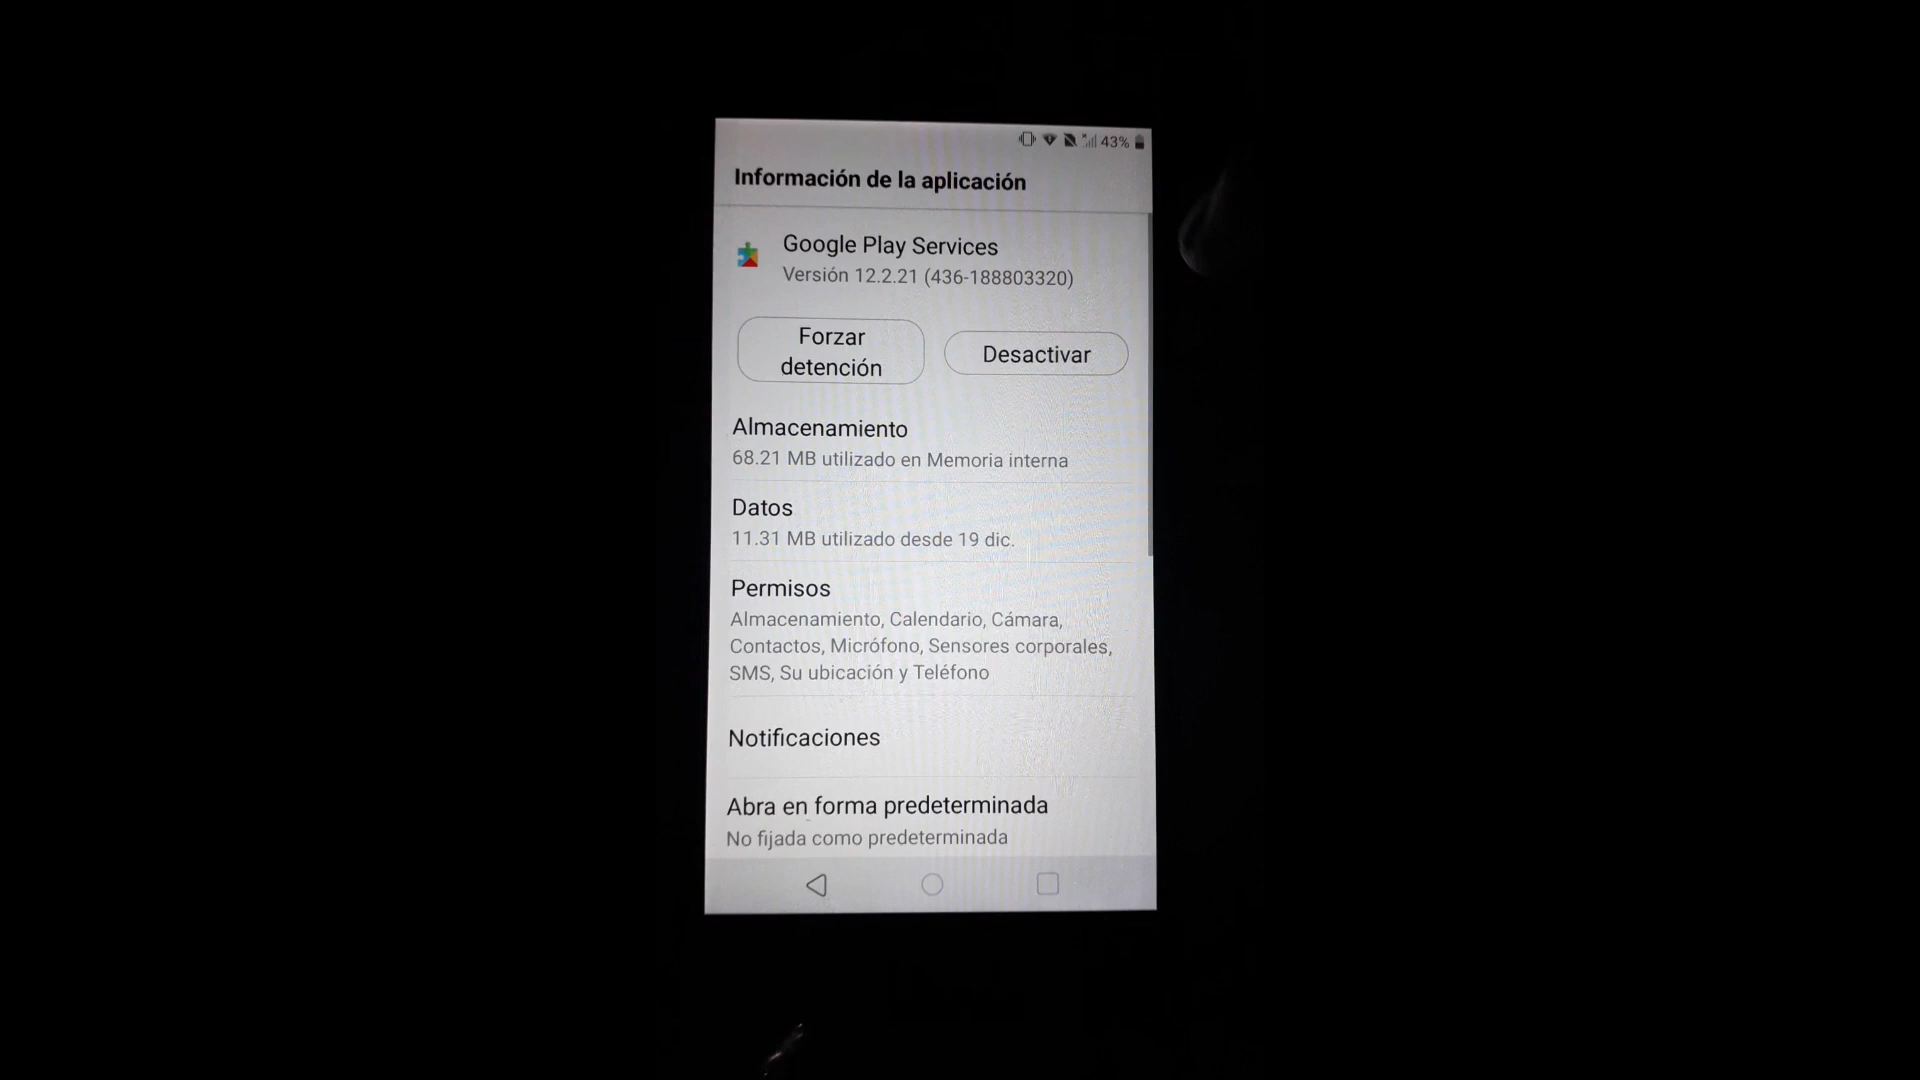 43%
Información de la aplicación
Google Play Services
Versión 12.2.21 (436-188803320)
Forzar
detención
Desactivar
Almacenamiento
68.21 MB utilizado en Memoria interna
Datos
11.31 MB utilizado desde 19 dic.
Permisos
Almacenamiento, Calendario, Cámara,
Contactos, Micrófono, Sensores corporales,
SMS, Su ubicación y Teléfono
Notificaciones
Abra en forma predeterminada
No fijada como predeterminada